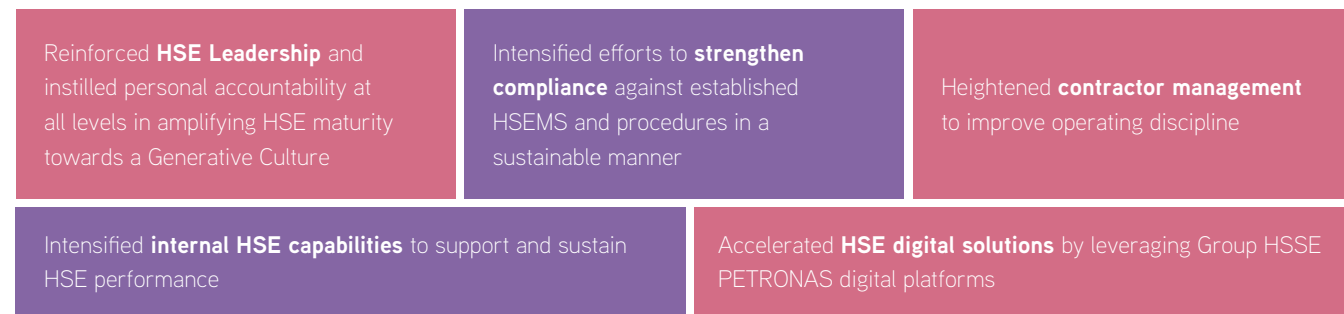 Reinforced HSE Leadership and
instilled personal accountability at
all levels in amplifying HSE maturity
towards a Generative Culture
Intensified efforts to strengthen
compliance against established
HSEMS and procedures in a
sustainable manner
Heightened contractor management
to improve operating discipline
Intensified internal HSE capabilities to support and sustain
HSE performance
Accelerated HSE digital solutions by leveraging Group HSSE
PETRONAS digital platforms